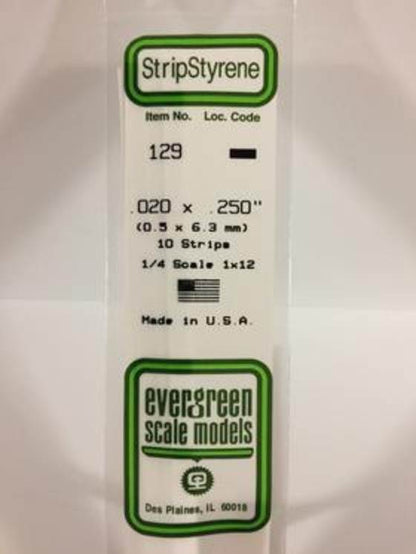 StripStyrene
Item No. Loc. Code
129
.020 x .250"
(0.5 x 6.3 mm)
10 Strips
1/4 Scale 1x12
Made in U.S.A.
evergreen
scale models
Des Plaines, IL 60018